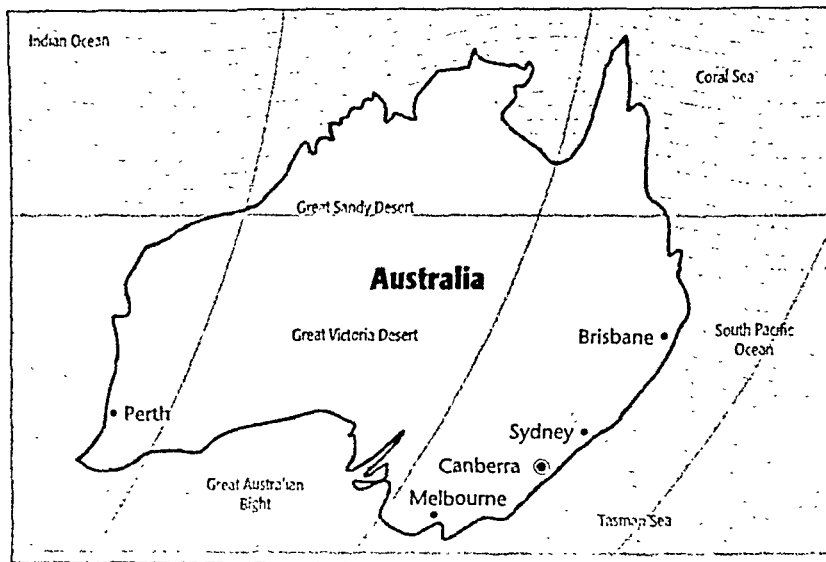 Indian Ocean
Coral Sea
Great Sandy Desert
Australia
Great Victoria Desert
Brisbane
South Pacific
Ocean
Perth
Sydney
Canberra
Great Australian
Bight
Melbourne
Tasman Sea